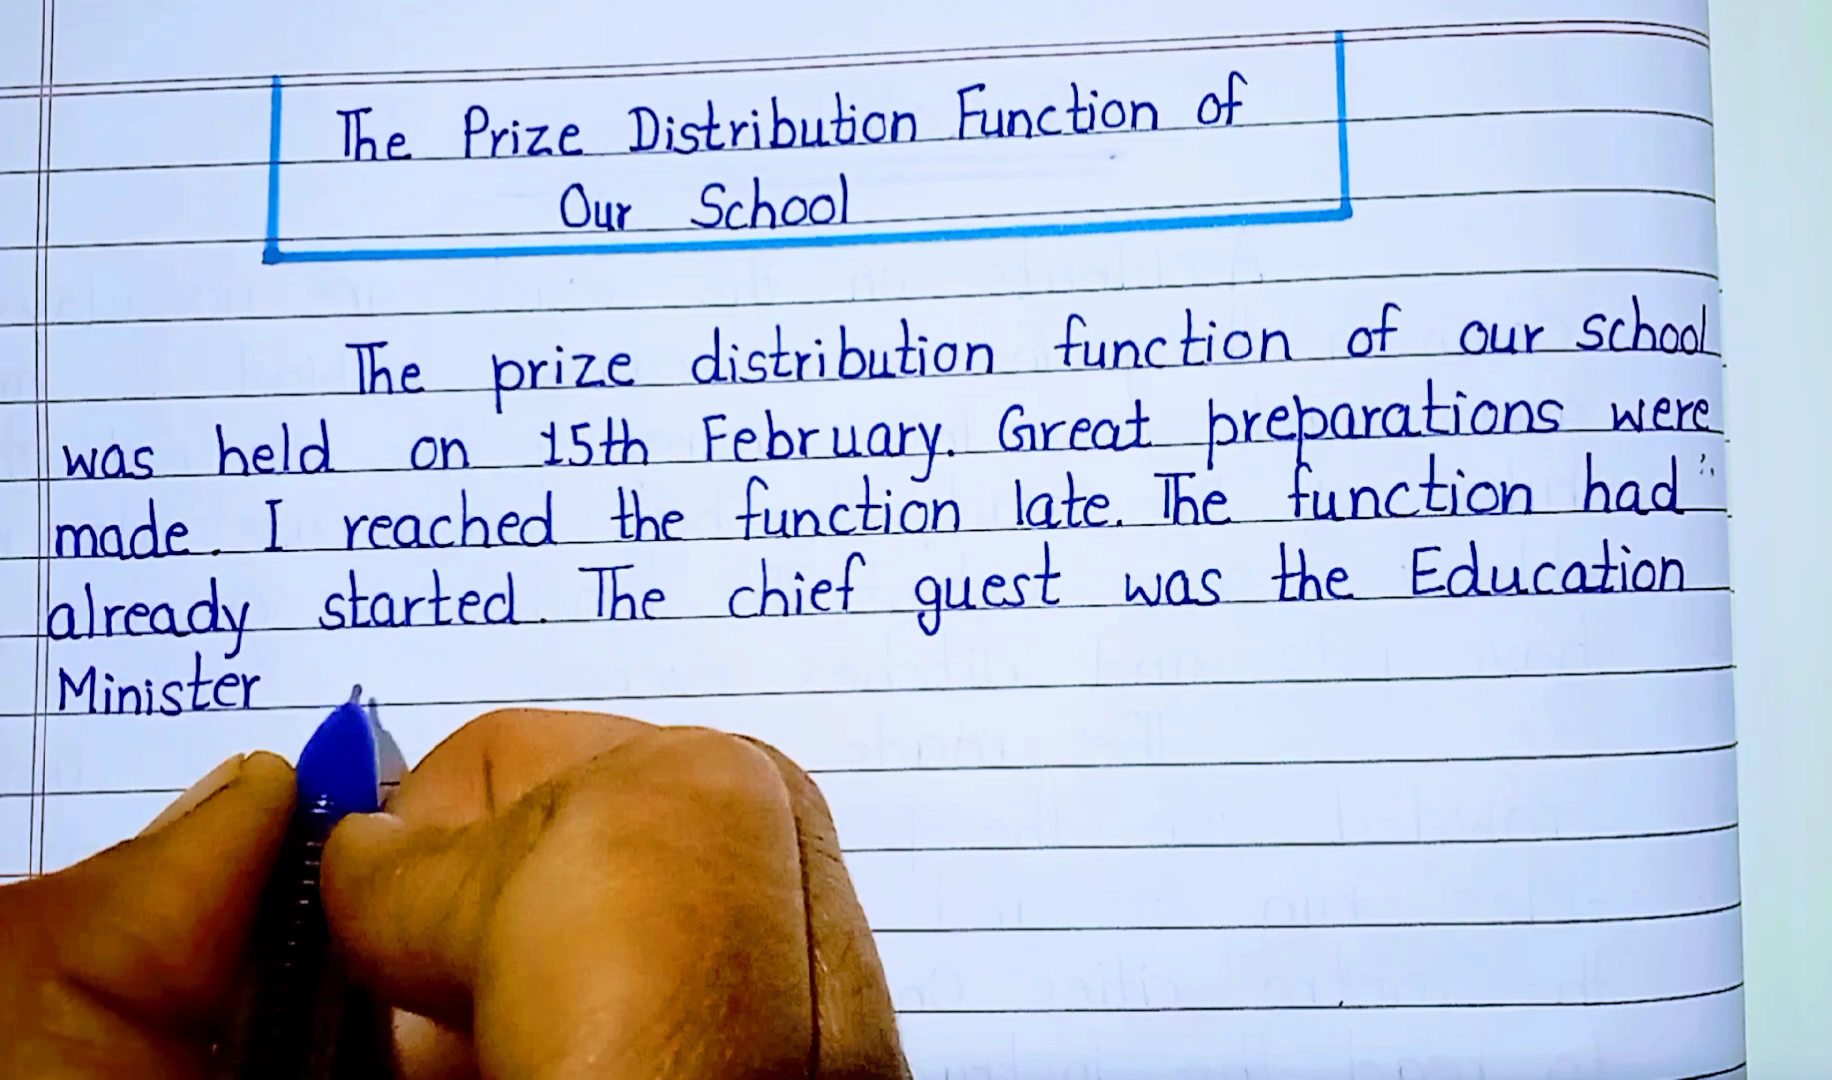 The Prize Distribution Function of
Our School
The prize distribution function of our school
was held on 15th February. Great preparations were
made. I reached the function late. The function had
already started. The chief guest was the Education
Minister